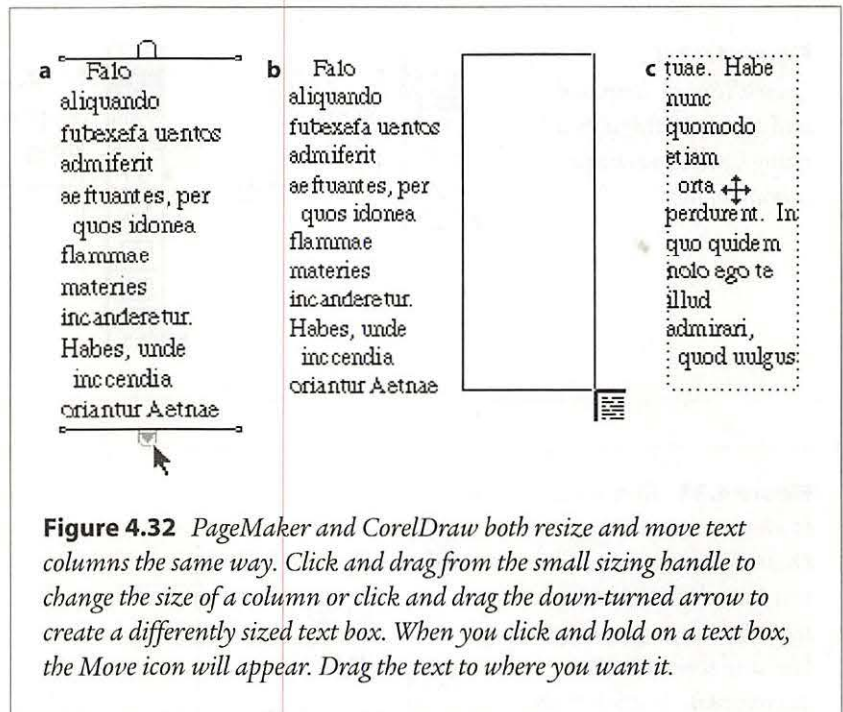 a
Falo
aliquando
futexefa uentos
admiferit
aeftuantes, per
quos idonea
flammae
materies
incanderetur.
Habes, unde
inccendia
oriantur Aetnae
b
Falo
aliquando
futexefa uentos
admiferit
aeftuantes, per
quos idonea
flammae
materies
incanderetur.
Habes, unde
inccendia
oriantur Aetnae
c
tuae. Habe
nunc
quomodo
etiam
orta
perdurent. In
quo quidem
nolo ego te
illud
admirari,
quod uulgus
Figure 4.32 PageMaker and CorelDraw both resize and move text
columns the same way. Click and drag from the small sizing handle to
change the size of a column or click and drag the down-turned arrow to
create a differently sized text box. When you click and hold on a text box,
the Move icon will appear. Drag the text to where you want it.